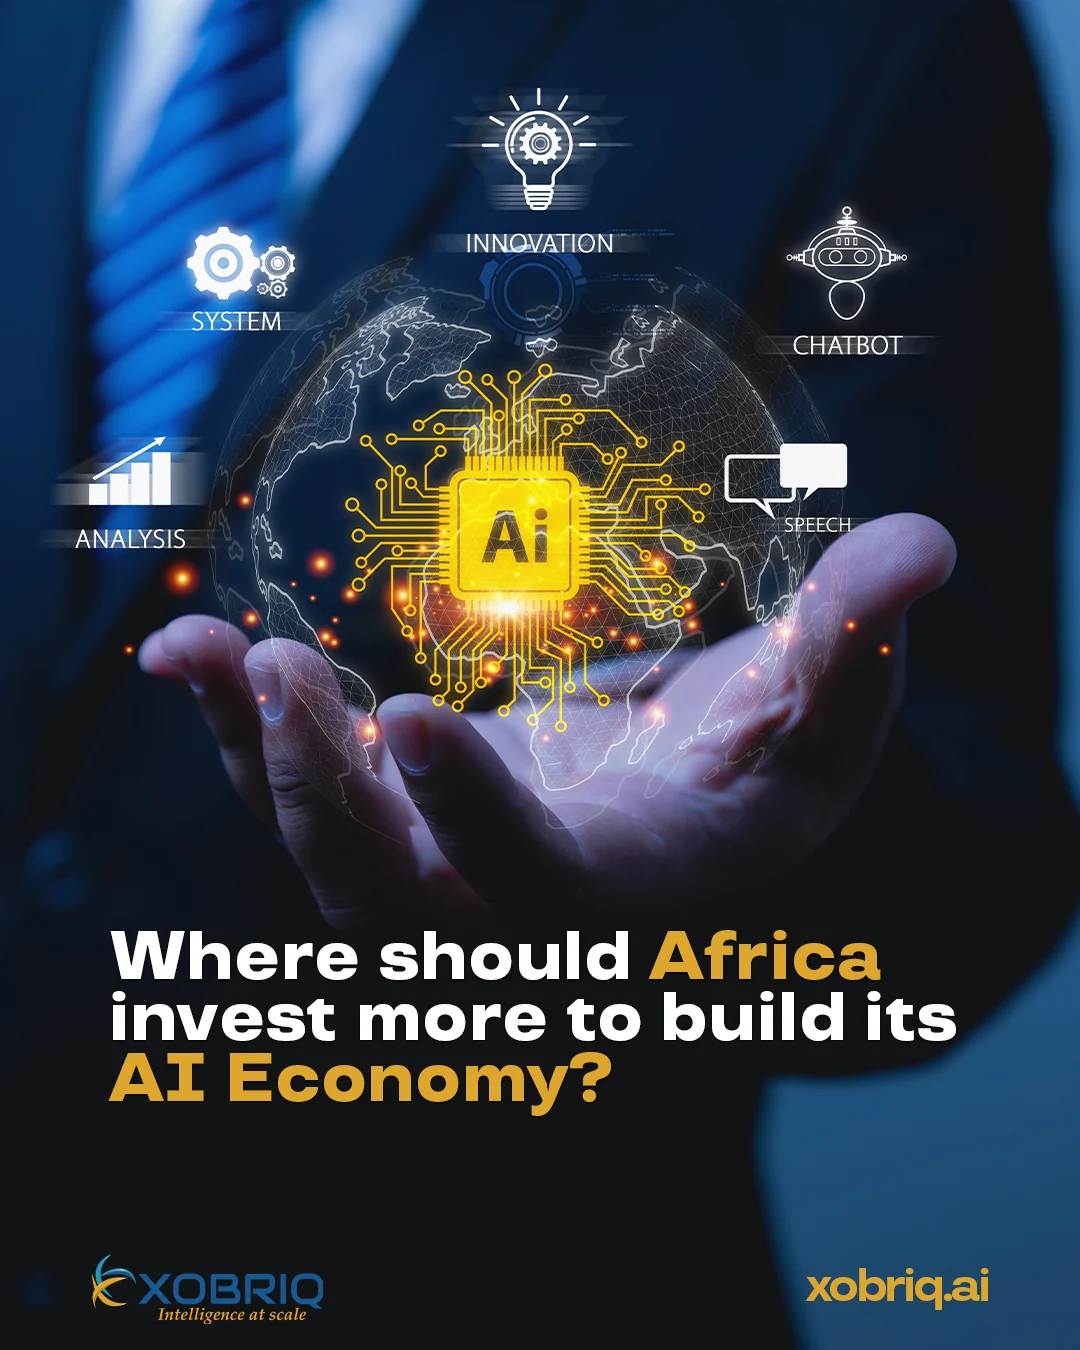 INNOVATION
SYSTEM
CHATBOT
ANALYSIS
SPEECH
Ai
Where should Africa
invest more to build its
AI Economy?
XOBRIQ
Intelligence at scale
xobriq.ai